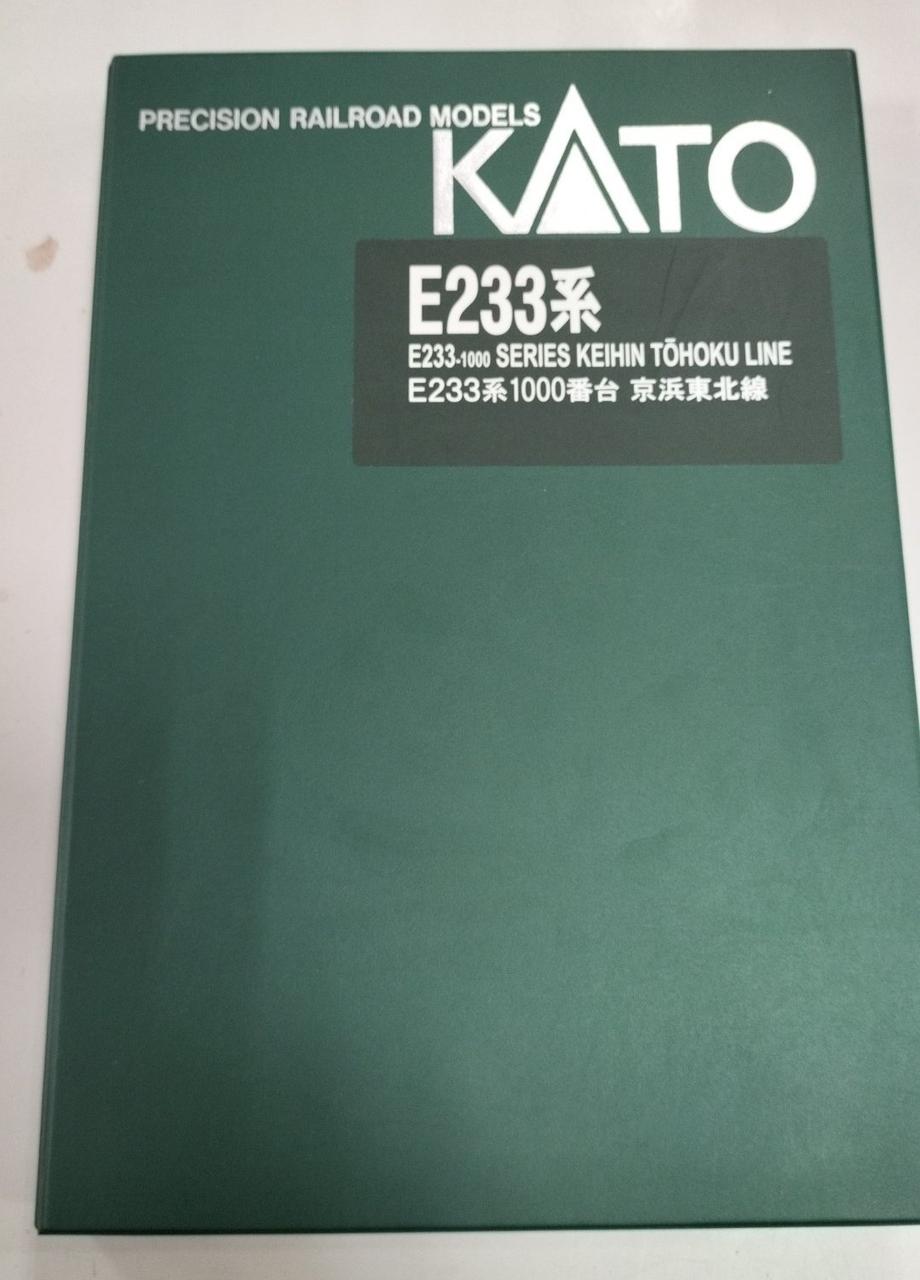 PRECISION RAILROAD MODELS
KATO
E233系
E233-1000 SERIES KEIHIN TŌHOKU LINE
E233系1000番台 京浜東北線